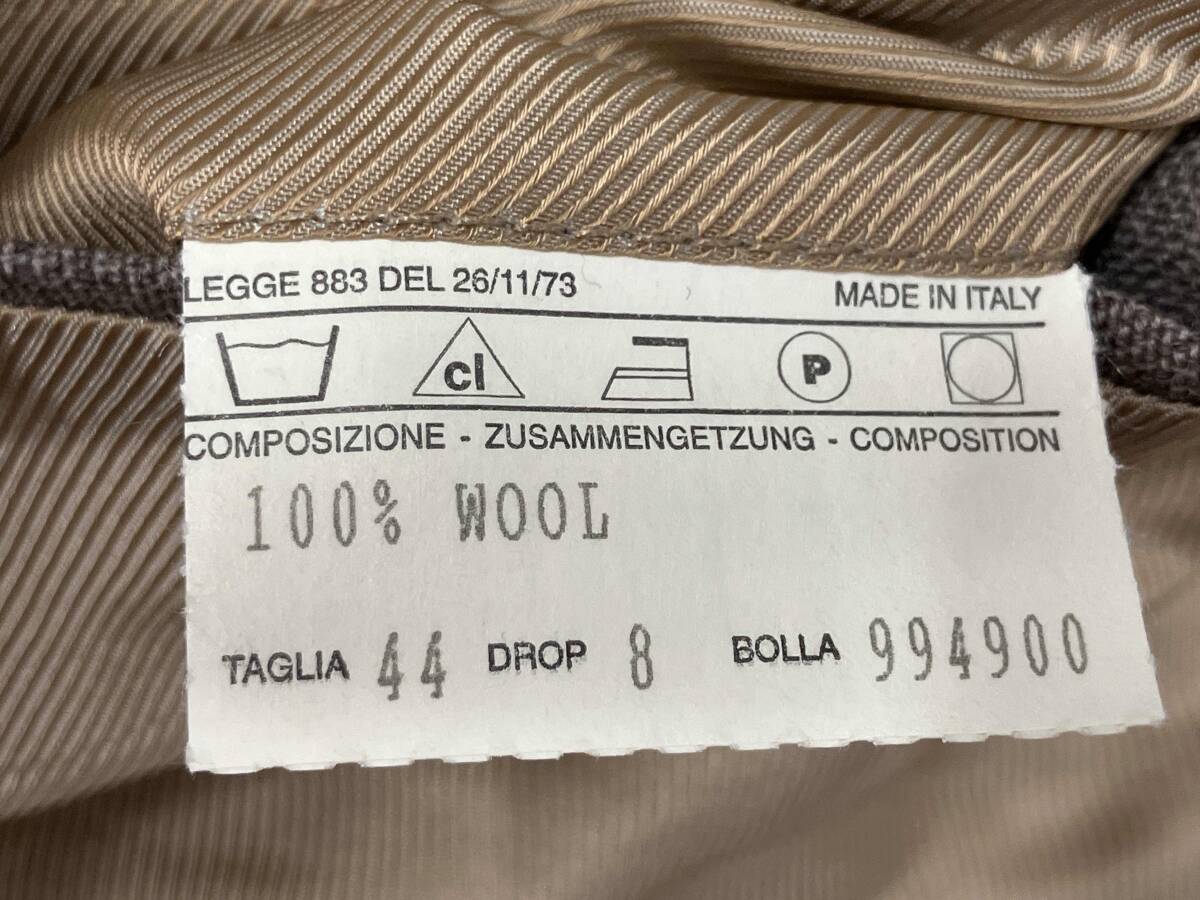 LEGGE 883 DEL 26/11/73 MADE IN ITALY
cl P
COMPOSIZIONE - ZUSAMMENGETZUNG - COMPOSITION
100% WOOL
TAGLIA 44 DROP 8 BOLLA 994900